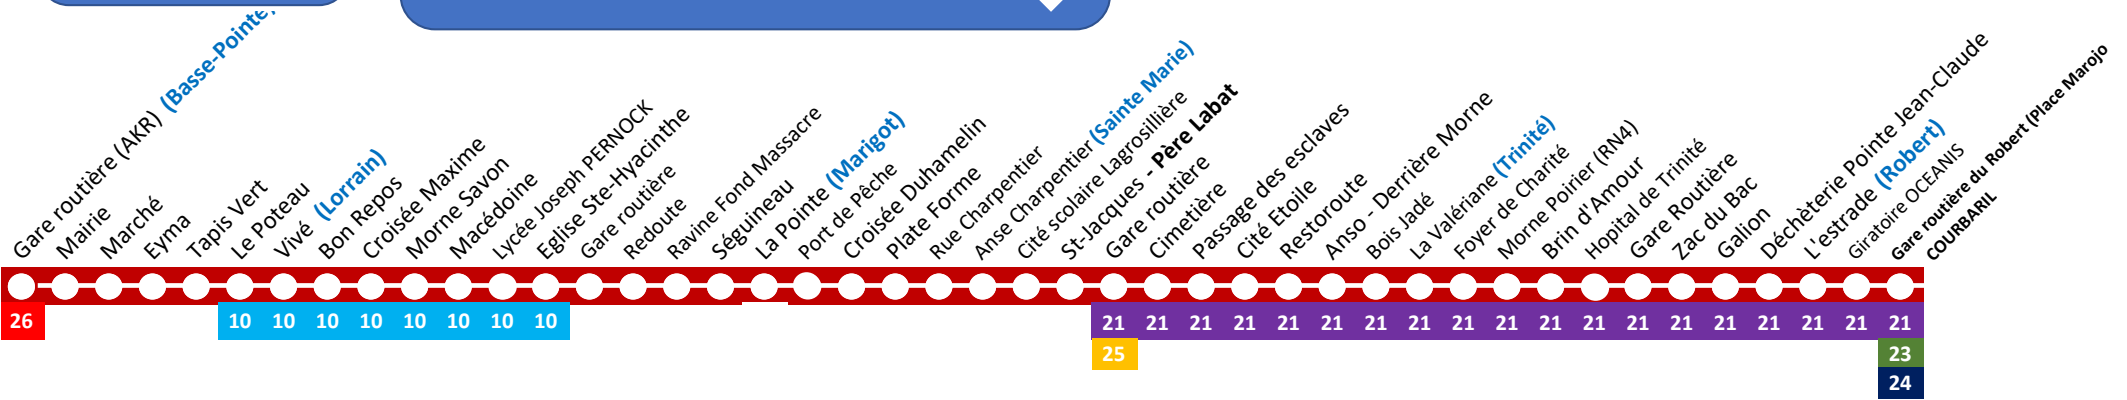 Gare routière (AKR) (Basse-Pointe)
Mairie
Marché
Eyma
Tapis Vert
Le Poteau
Vivé (Lorrain)
Bon Repos
Croisée Maxime
Morne Savon
Macédoine
Lycée Joseph PERNOCK
Eglise Ste-Hyacinthe
Gare routière
Redoute
Ravine Fond Massacre
Séguineau
La Pointe (Marigot)
Port de Pêche
Croisée Duhamelin
Plate Forme
Rue Charpentier
Anse Charpentier (Sainte Marie)
Cité scolaire Lagrosillière
St-Jacques - Père Labat
Gare routière
Cimetière
Passage des esclaves
Cité Etoile
Restoroute
Anso - Derrière Morne
Bois Jadé
La Valériane (Trinité)
Foyer de Charité
Morne Poirier (RN4)
Brin d'Amour
Hopital de Trinité
Gare Routière
Zac du Bac
Galion
Déchèterie Pointe Jean-Claude
L'estrade (Robert)
Giratoire OCEANIS
Gare routière du Robert (Place Marojo
COURBARIL
26 10 10 10 10 10 10 10 10 21 21 21 21 21 21 21 21 21 21 21 21 21 21 21 21 21 21 21
25 23
24